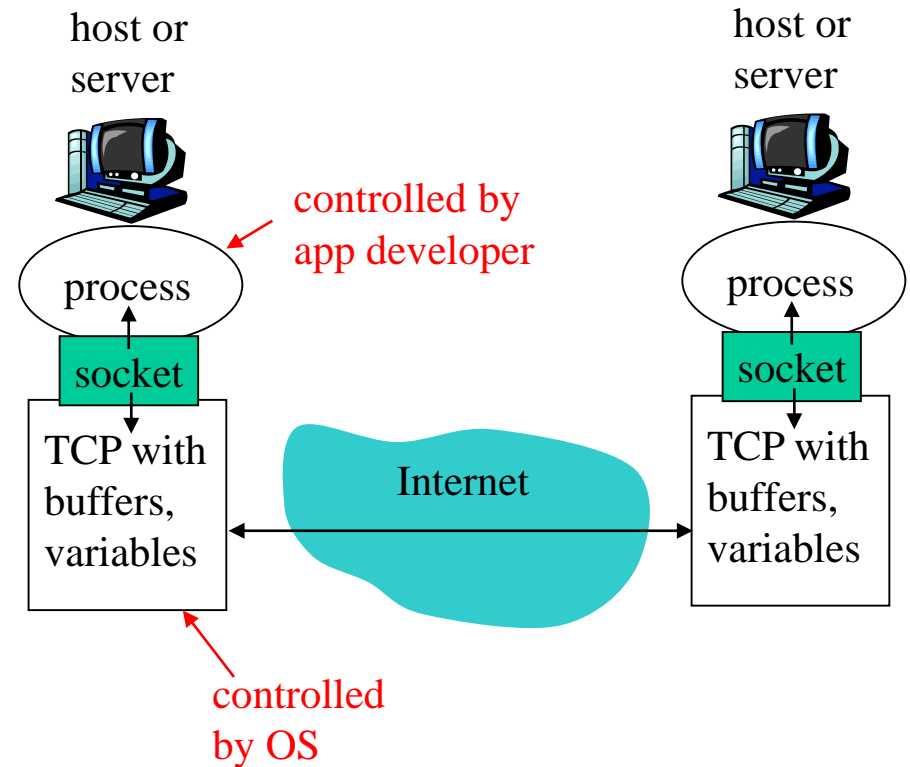 host or
server
host or
server
controlled by
app developer
process
process
socket
socket
TCP with
buffers,
variables
Internet
TCP with
buffers,
variables
controlled
by OS